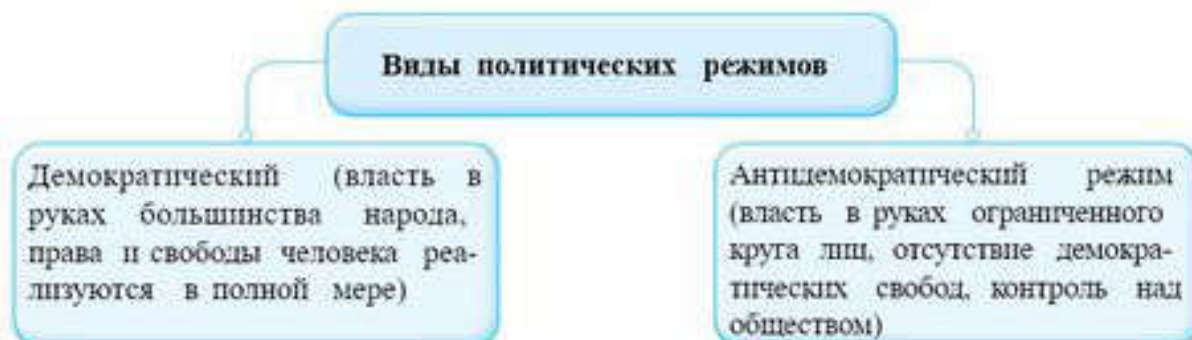 Виды политических режимов
Демократический (власть в
руках большинства народа,
права и свободы человека реа-
лизуются в полной мере)
Антидемократический режим
(власть в руках ограниченного
круга лиц, отсутствие демокра-
тических свобод, контроль над
обществом)